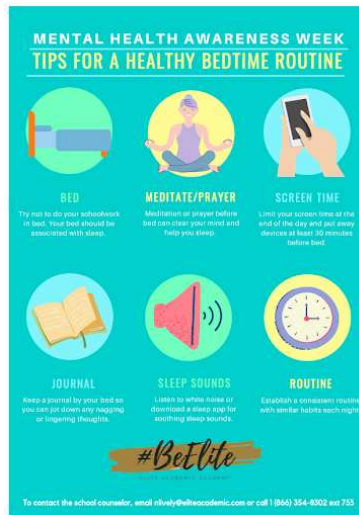 MENTAL HEALTH AWARENESS WEEK
TIPS FOR A HEALTHY BEDTIME ROUTINE
BED
Try not to do your schoolwork
in bed. Your bed should be
associated with sleep.
MEDITATE/PRAYER
Meditation or prayer before
bed can clear your mind and
help you sleep.
SCREEN TIME
Limit your screen time at the
end of the day and put away
devices at least 30 minutes
before bed.
JOURNAL
Keep a journal by your bed so
you can jot down any nagging
or lingering thoughts.
SLEEP SOUNDS
Listen to white noise or
download a sleep app for
soothing sleep sounds.
ROUTINE
Establish a consistent routine
with similar habits each night
#BeElite
ELITE ACADEMIC ACADEMY
To contact the school counselor, email nlively@eliteacademic.com or call 1 (866) 354-8302 ext 755